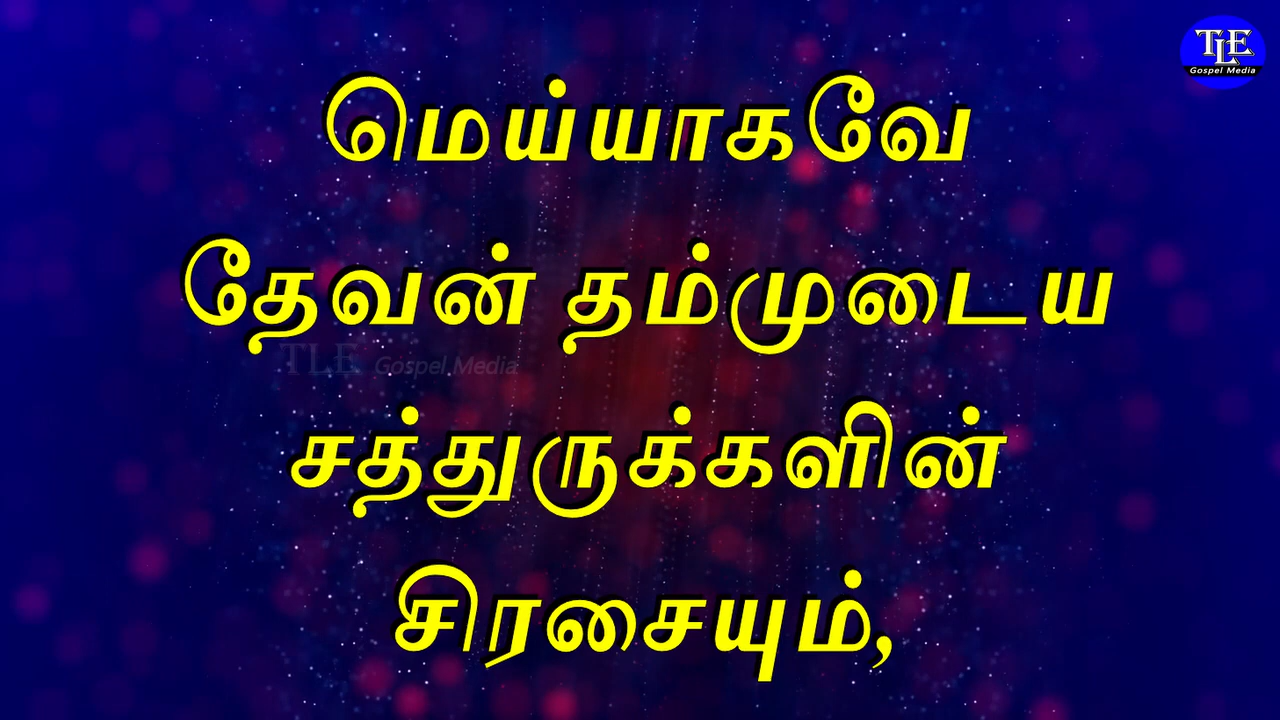 TLE
Gospel Media
மெய்யாகவே
தேவன் தம்முடைய
TLE Gospel Media
சத்துருக்களின்
சிரசையும்,